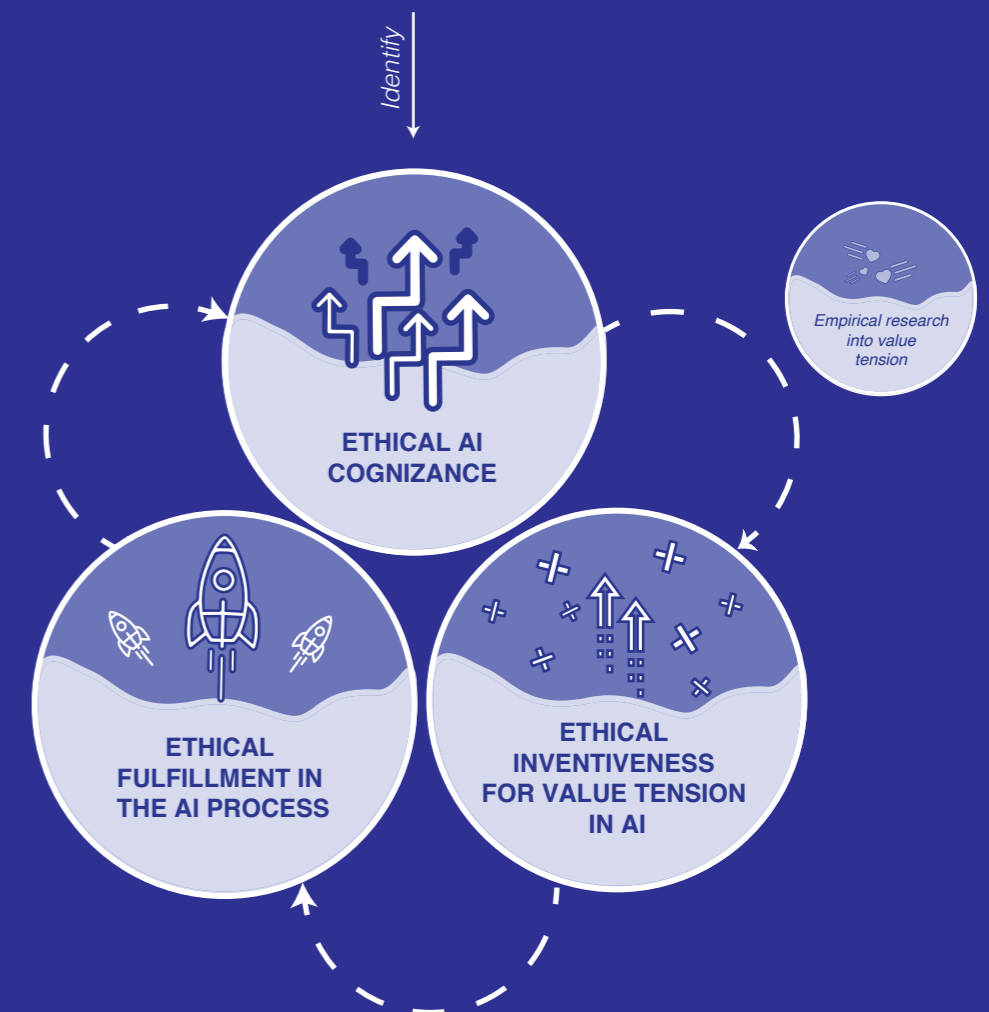 Identify
ETHICAL AI
COGNIZANCE
Empirical research
into value
tension
ETHICAL
FULFILLMENT IN
THE AI PROCESS
ETHICAL
INVENTIVENESS
FOR VALUE TENSION
IN AI